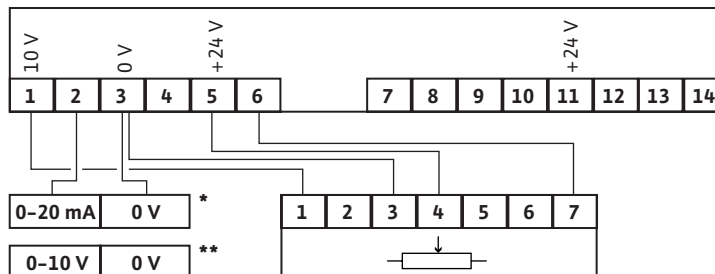 10 V 0 V +24 V +24 V
1 2 3 4 5 6 7 8 9 10 11 12 13 14
0–20 mA 0 V *
1 2 3 4 5 6 7
0–10 V 0 V **